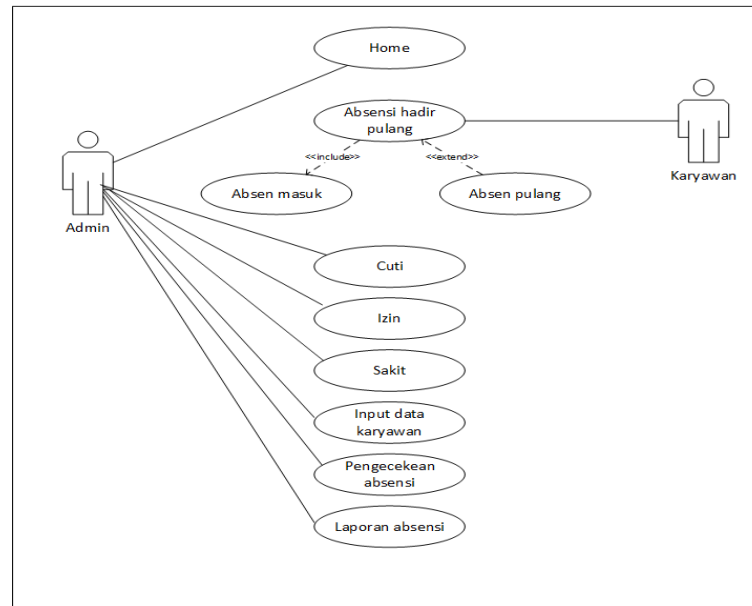 Home
Absensi hadir
pulang
<<include>>
<<extend>>
Absen masuk
Absen pulang
Admin
Karyawan
Cuti
Izin
Sakit
Input data
karyawan
Pengecekean
absensi
Laporan absensi